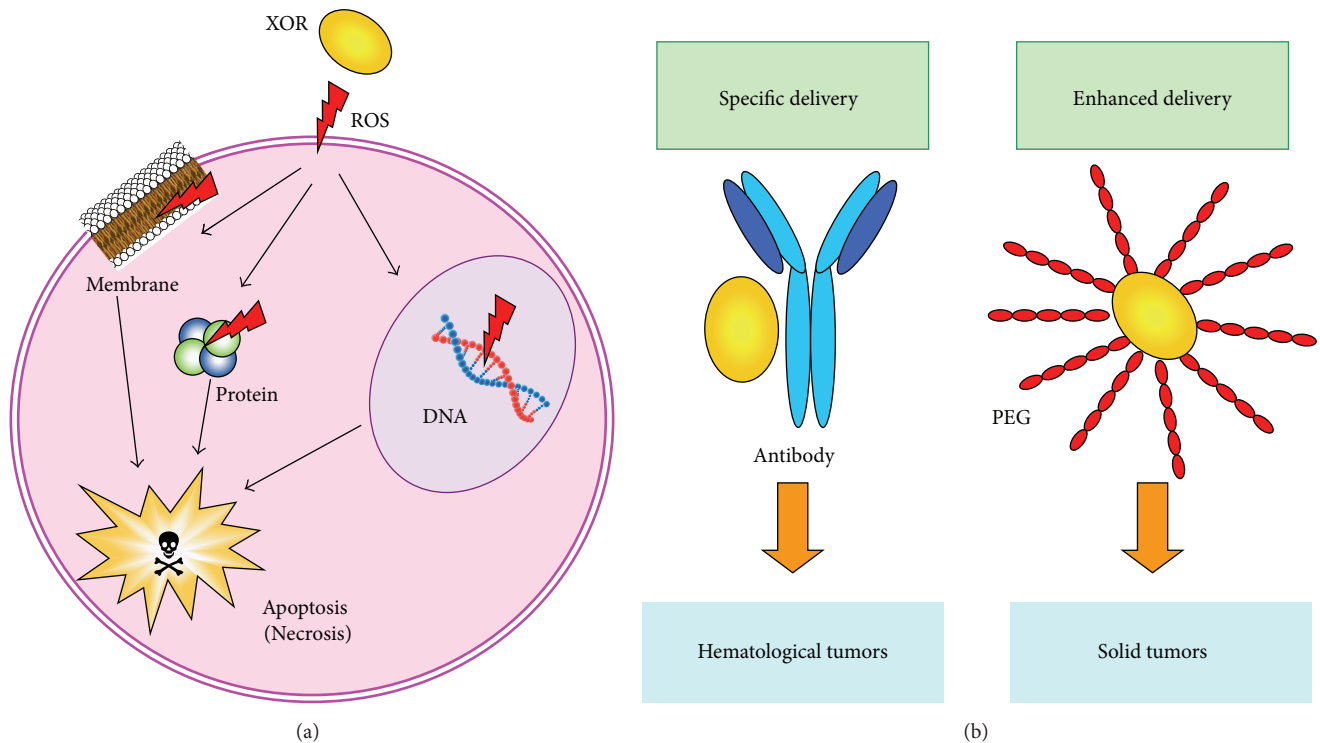 XOR
ROS
Membrane
Protein
DNA
Apoptosis
(Necrosis)
(a)
Specific delivery
Enhanced delivery
Antibody
PEG
Hematological tumors
Solid tumors
(b)